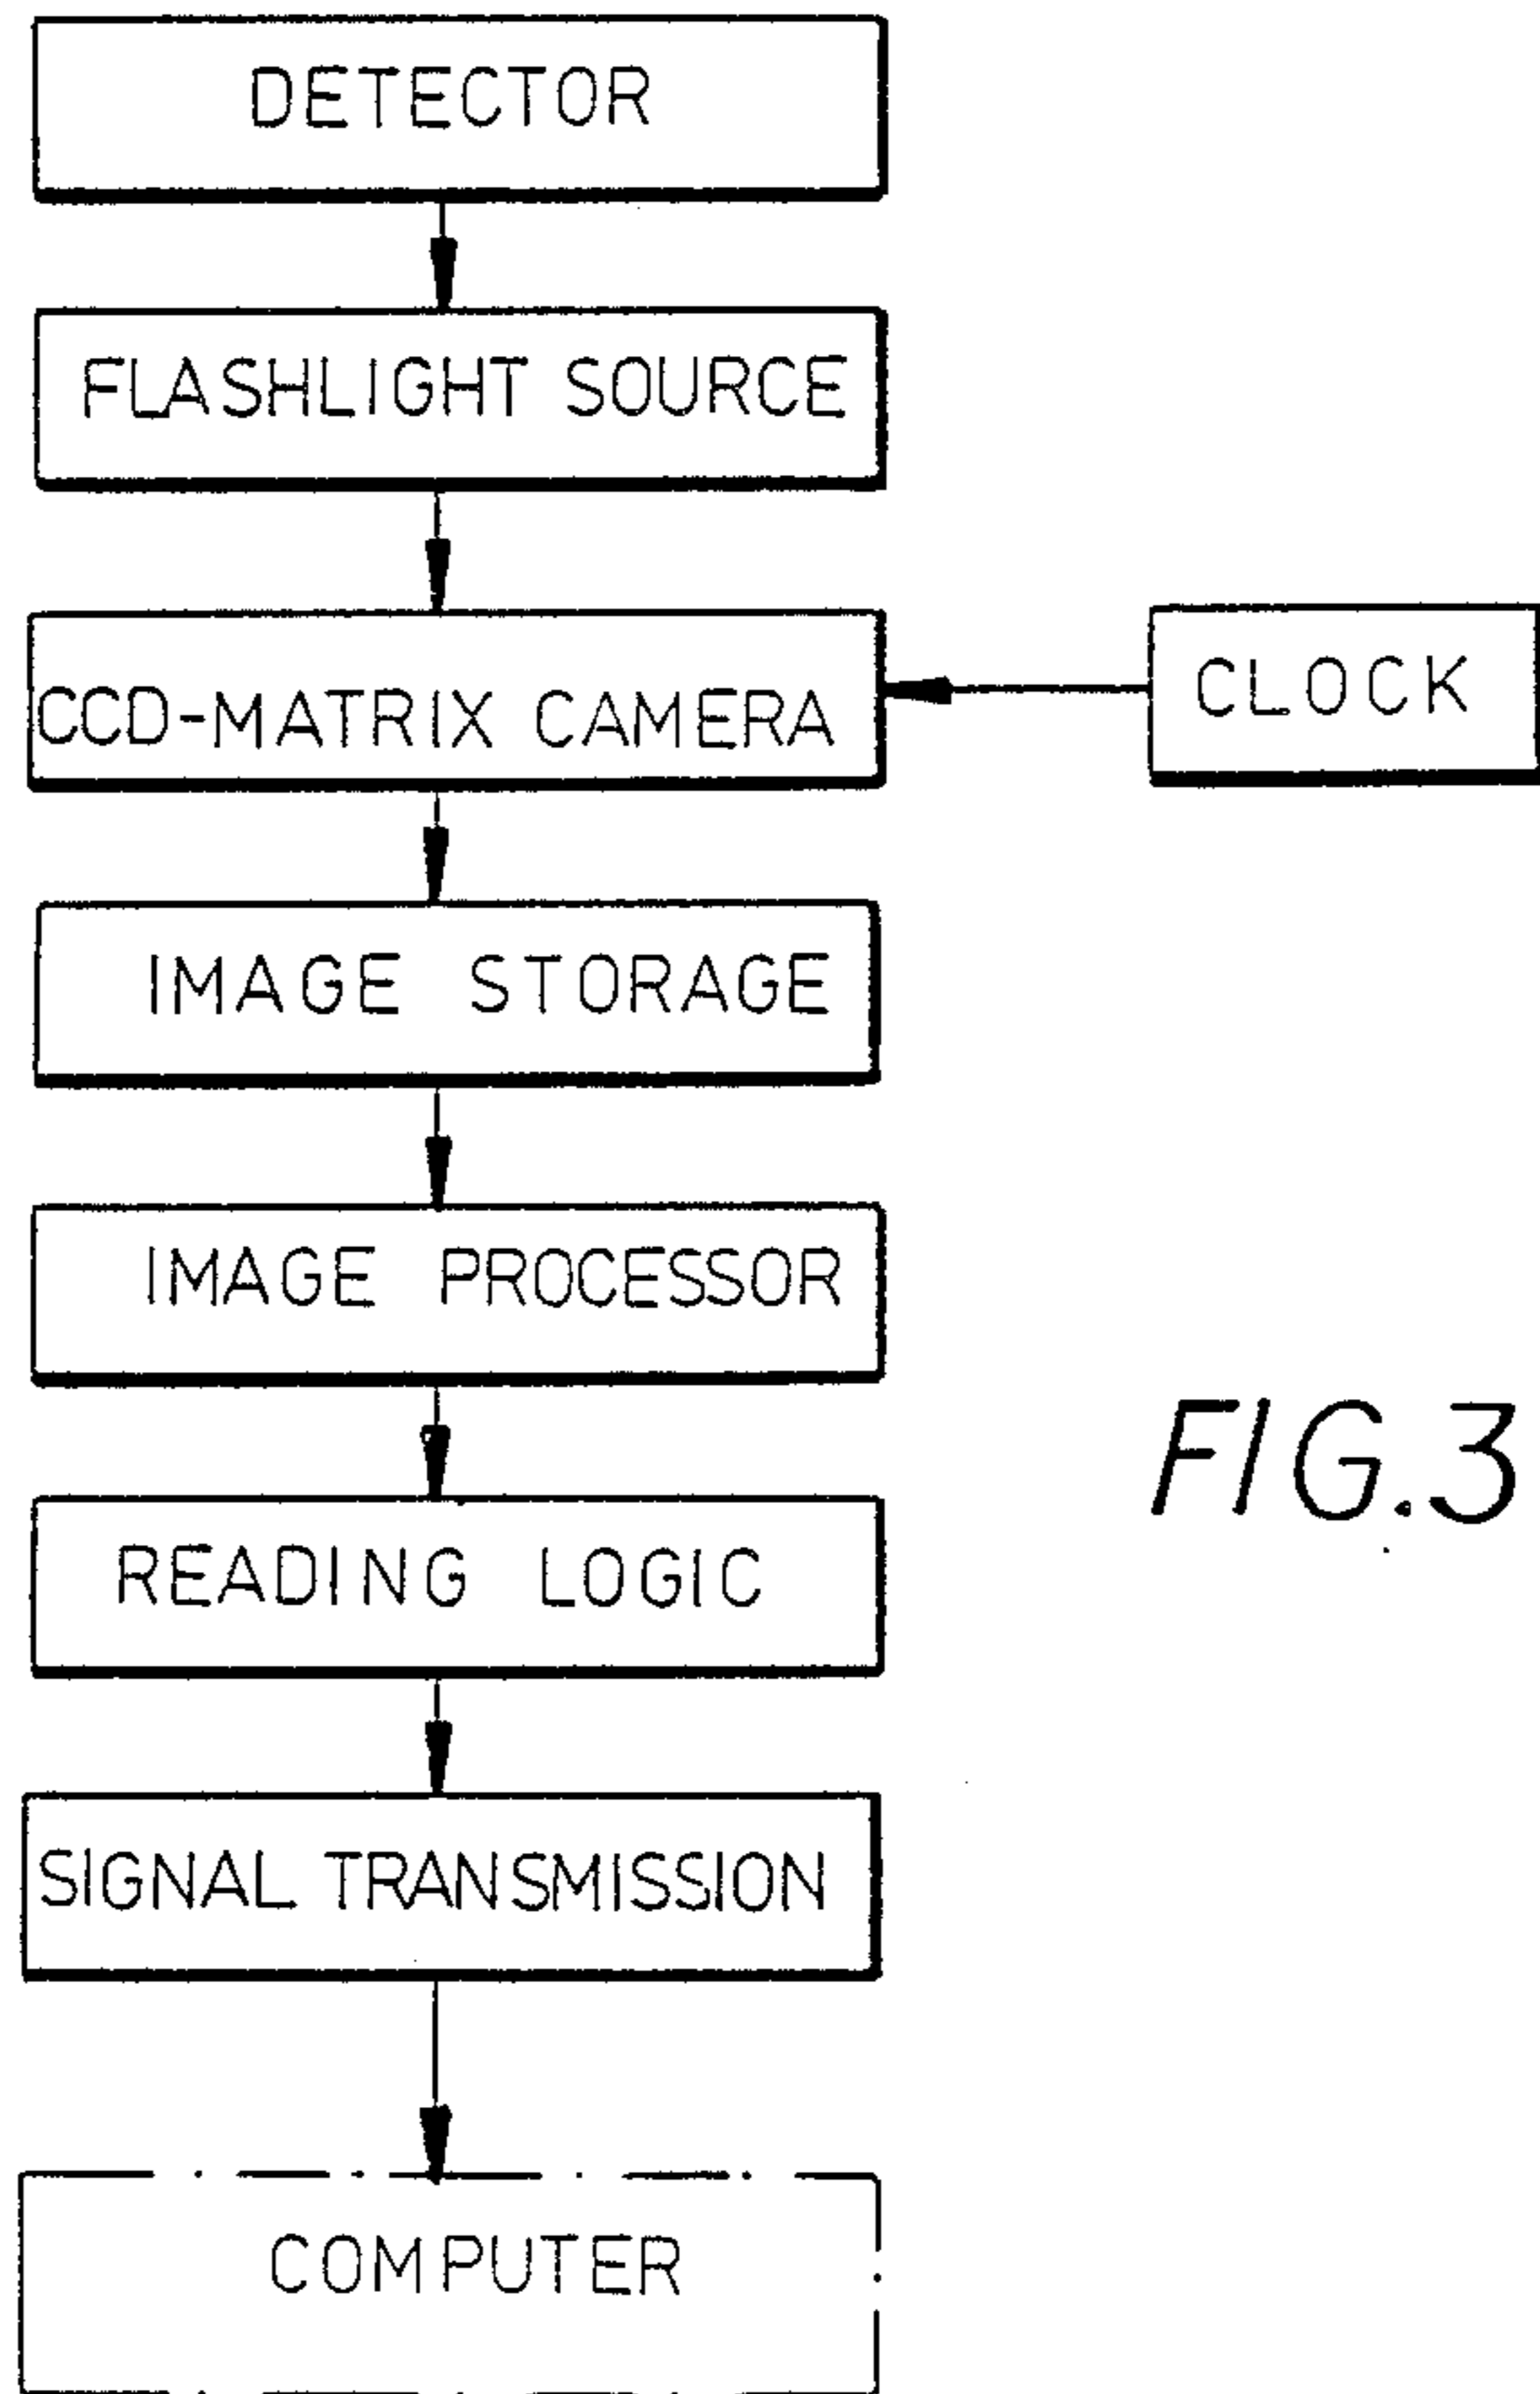 DETECTOR
FLASHLIGHT SOURCE
CCD-MATRIX CAMERA
CLOCK
IMAGE STORAGE
IMAGE PROCESSOR
READING LOGIC
FIG.3
SIGNAL TRANSMISSION
COMPUTER